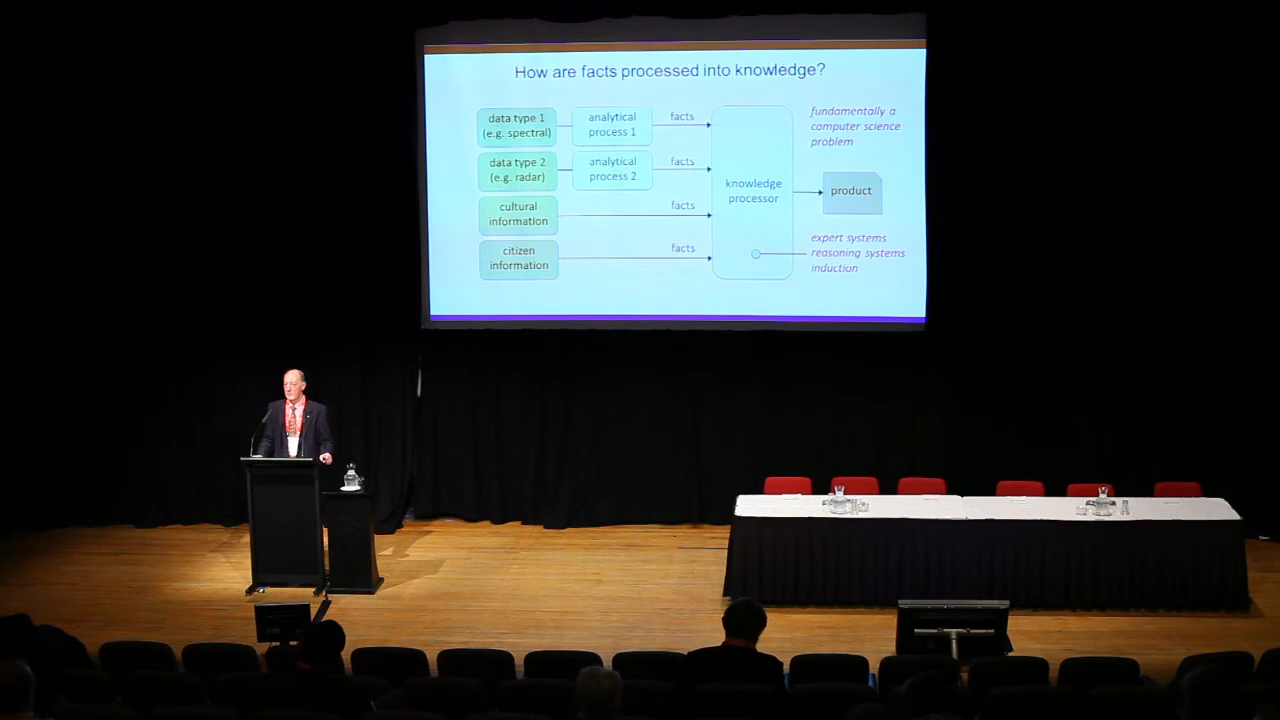 How are facts processed into knowledge?
data type 1
(e.g. spectral)
analytical
process 1
facts
fundamentally a
computer science
problem
data type 2
(e.g. radar)
analytical
process 2
facts
knowledge
processor
product
cultural
information
facts
citizen
information
facts
expert systems
reasoning systems
induction